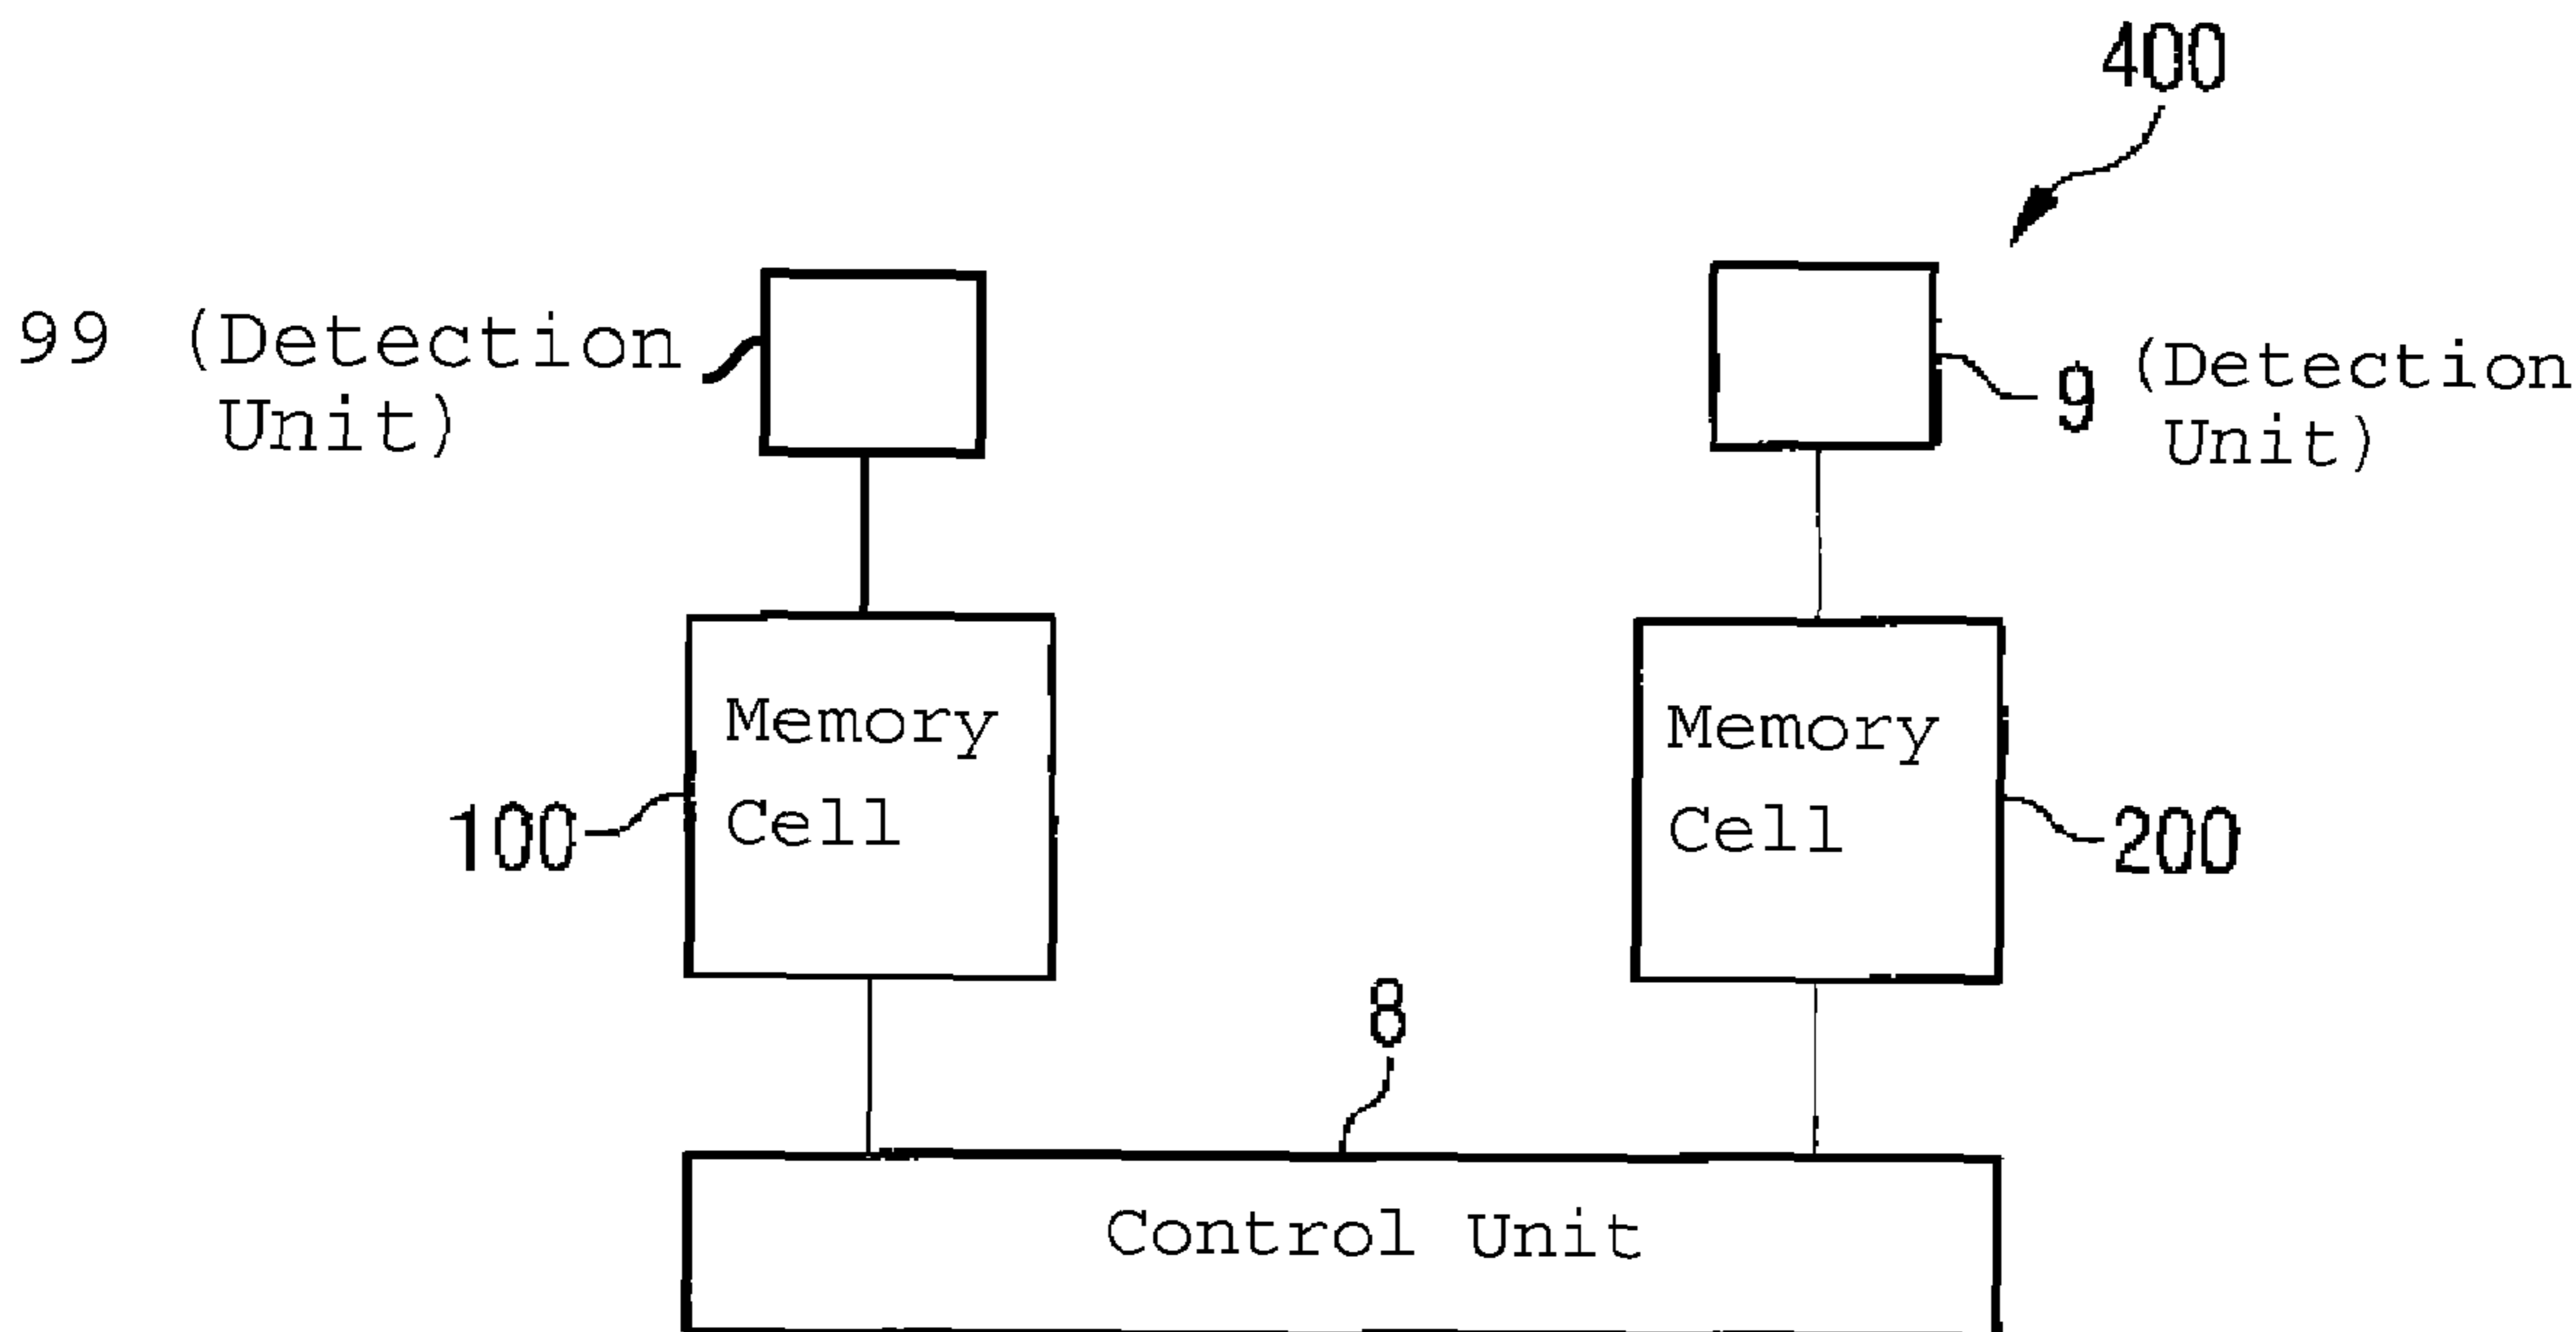 400
99 (Detection
Unit)
9 (Detection
Unit)
Memory
Cell
100
Memory
Cell
200
8
Control Unit